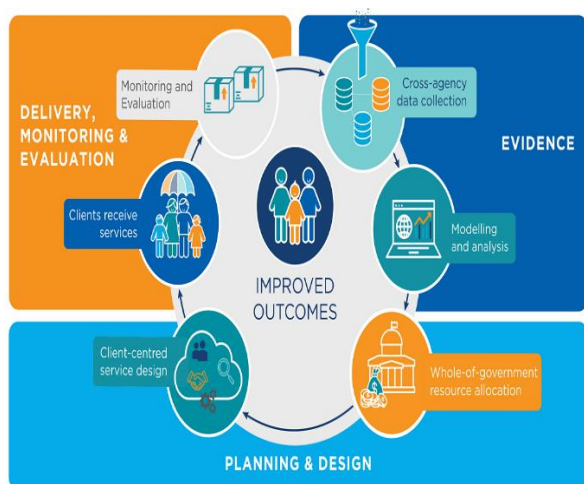 DELIVERY,
MONITORING &
EVALUATION
Monitoring and
Evaluation
Cross-agency
data collection
EVIDENCE
Clients receive
services
Modelling
and analysis
IMPROVED
OUTCOMES
Client-centred
service design
Whole-of-government
resource allocation
PLANNING & DESIGN